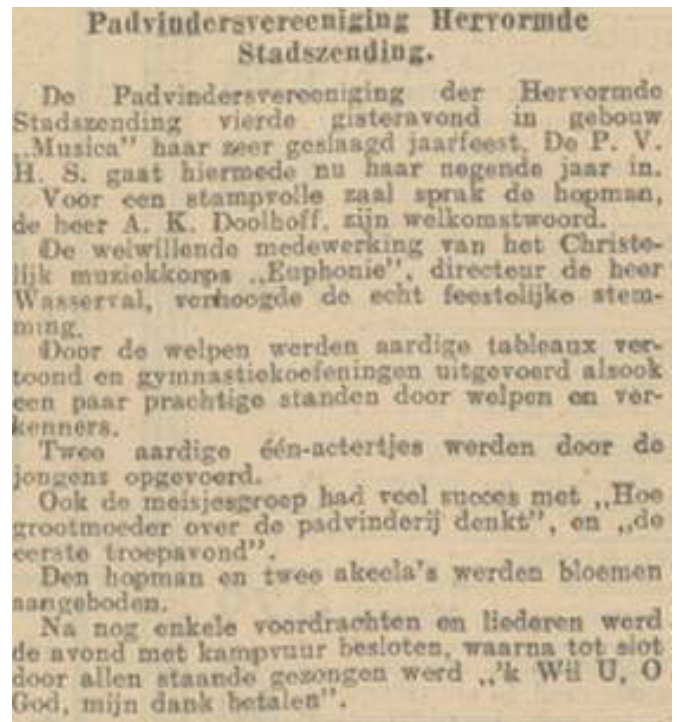 Padvindersvereeniging Hervormde
Stadszending.
De Padvindersvereeniging der Hervormde
Stadszending vierde gisteravond in gebouw
„Musica" haar zeer geslaagd jaarfeest. De P. V.
H. S. gaat hiermede nu haar negende jaar in.
Voor een stampvolle zaal sprak de hopman,
de heer A. K. Doolhoff, zijn welkomstwoord.
De welwillende medewerking van het Christe-
lijk muziekkorps „Euphonie", directeur de heer
Wasserval, verhoogde de echt feestelijke stem-
ming.
Door de welpen werden aardige tableaux ver-
toond en gymnastiekoefeningen uitgevoerd alsook
een paar prachtige standen door welpen en ver-
kenners.
Twee aardige één-actertjes werden door de
jongens opgevoerd.
Ook de meisjesgroep had veel succes met „Hoe
grootmoeder over de padvinderij denkt", en „de
eerste troepavond".
Den hopman en twee akeela's werden bloemen
aangeboden.
Na nog enkele voordrachten en liederen werd
de avond met kampvuur besloten, waarna tot slot
door allen staande gezongen werd „'k Wil U, O
God, mijn dank betalen".